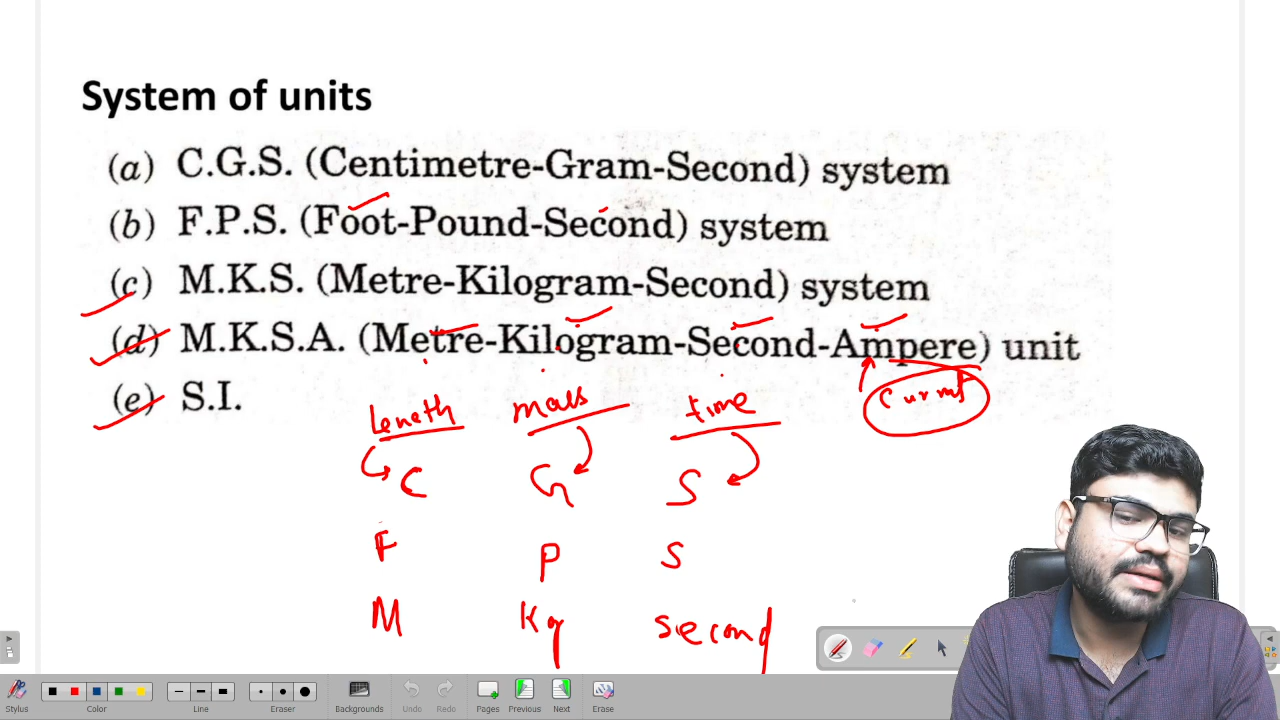 System of units
(a) C.G.S. (Centimetre-Gram-Second) system
(b) F.P.S. (Foot-Pound-Second) system
(c) M.K.S. (Metre-Kilogram-Second) system
(d) M.K.S.A. (Metre-Kilogram-Second-Ampere) unit
(e) S.I.
length mass time current
C G S
F P S
M Kg second
Stylus Color Line Eraser Backgrounds Undo Redo Pages Previous Next Erase